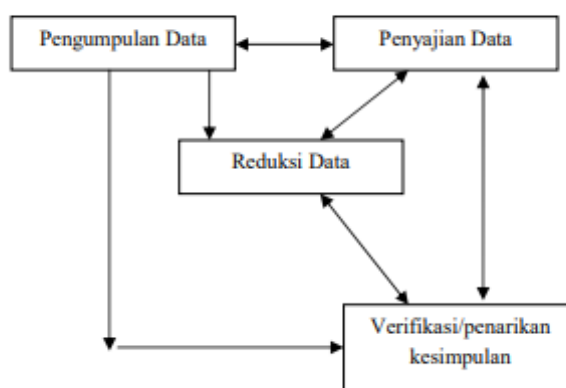 Pengumpulan Data
Penyajian Data
Reduksi Data
Verifikasi/penarikan
kesimpulan